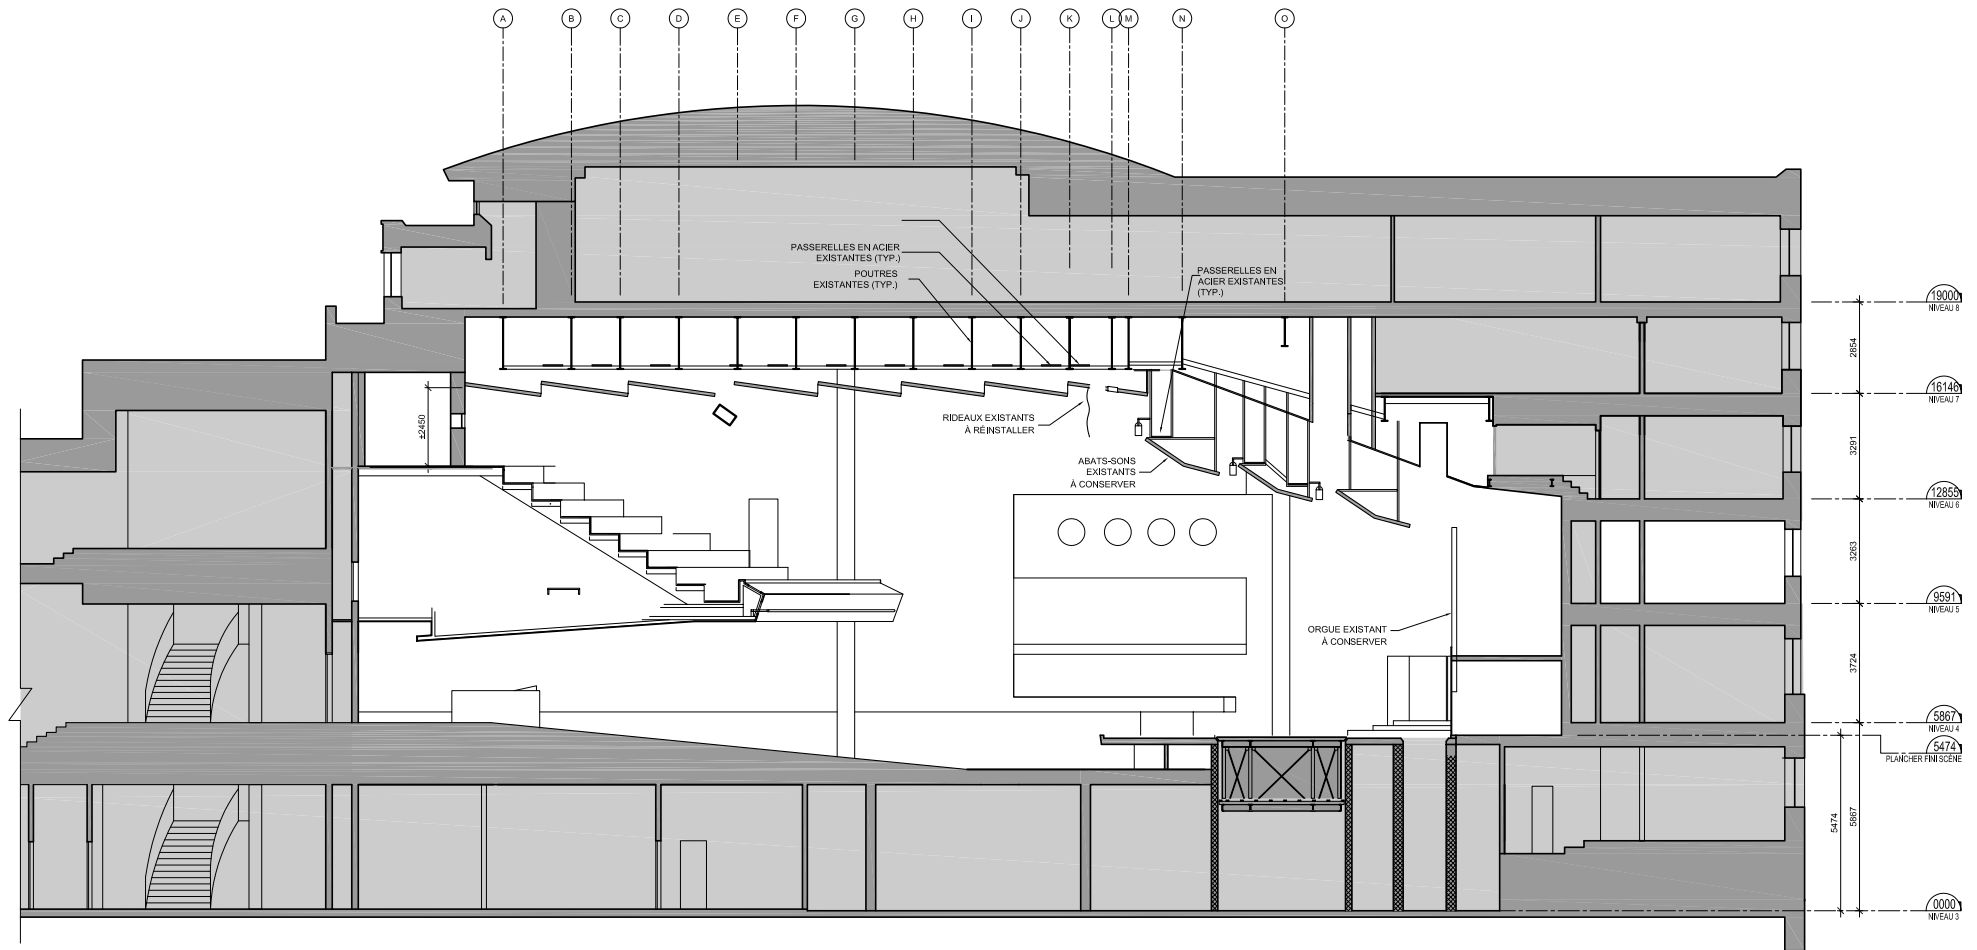 A B C D E F G H I J K L M N O
PASSERELLES EN ACIER
EXISTANTES (TYP.)
POUTRES
EXISTANTES (TYP.)
PASSERELLES EN
ACIER EXISTANTES
(TYP.)
19000
NIVEAU 8
2854
16146
NIVEAU 7
±2450
RIDEAUX EXISTANTS
À RÉINSTALLER
3291
ABATS-SONS
EXISTANTS
À CONSERVER
12855
NIVEAU 6
3263
9591
NIVEAU 5
ORGUE EXISTANT
À CONSERVER
3724
5867
NIVEAU 4
5474
PLANCHER FINI SCÈNE
5474
5867
0000
NIVEAU 3